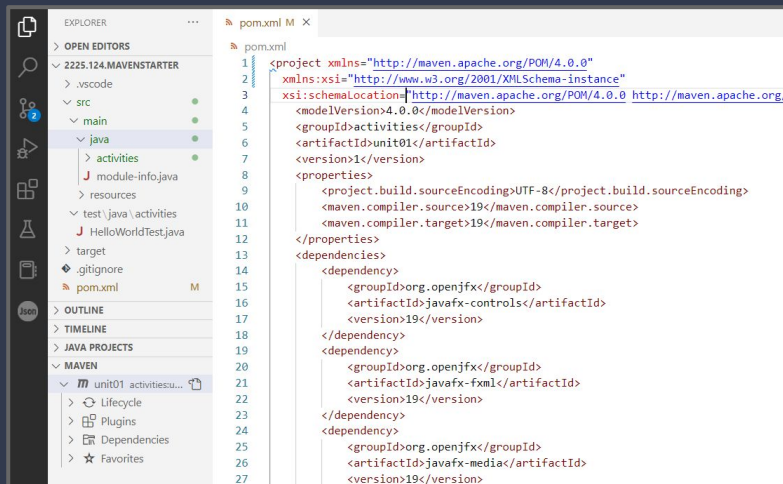 EXPLORER
OPEN EDITORS
2225.124.MAVENSTARTER
.vscode
src
main
java
activities
J module-info.java
resources
test\java\activities
J HelloWorldTest.java
target
.gitignore
pom.xml M
OUTLINE
TIMELINE
JAVA PROJECTS
MAVEN
m unit01 activities:u...
Lifecycle
Plugins
Dependencies
Favorites
2
Json
pom.xml M
pom.xml
1 <project xmlns="http://maven.apache.org/POM/4.0.0"
2 xmlns:xsi="http://www.w3.org/2001/XMLSchema-instance"
3 xsi:schemaLocation="http://maven.apache.org/POM/4.0.0 http://maven.apache.org/
4 <modelVersion>4.0.0</modelVersion>
5 <groupId>activities</groupId>
6 <artifactId>unit01</artifactId>
7 <version>1</version>
8 <properties>
9 <project.build.sourceEncoding>UTF-8</project.build.sourceEncoding>
10 <maven.compiler.source>19</maven.compiler.source>
11 <maven.compiler.target>19</maven.compiler.target>
12 </properties>
13 <dependencies>
14 <dependency>
15 <groupId>org.openjfx</groupId>
16 <artifactId>javafx-controls</artifactId>
17 <version>19</version>
18 </dependency>
19 <dependency>
20 <groupId>org.openjfx</groupId>
21 <artifactId>javafx-fxml</artifactId>
22 <version>19</version>
23 </dependency>
24 <dependency>
25 <groupId>org.openjfx</groupId>
26 <artifactId>javafx-media</artifactId>
27 <version>19</version>